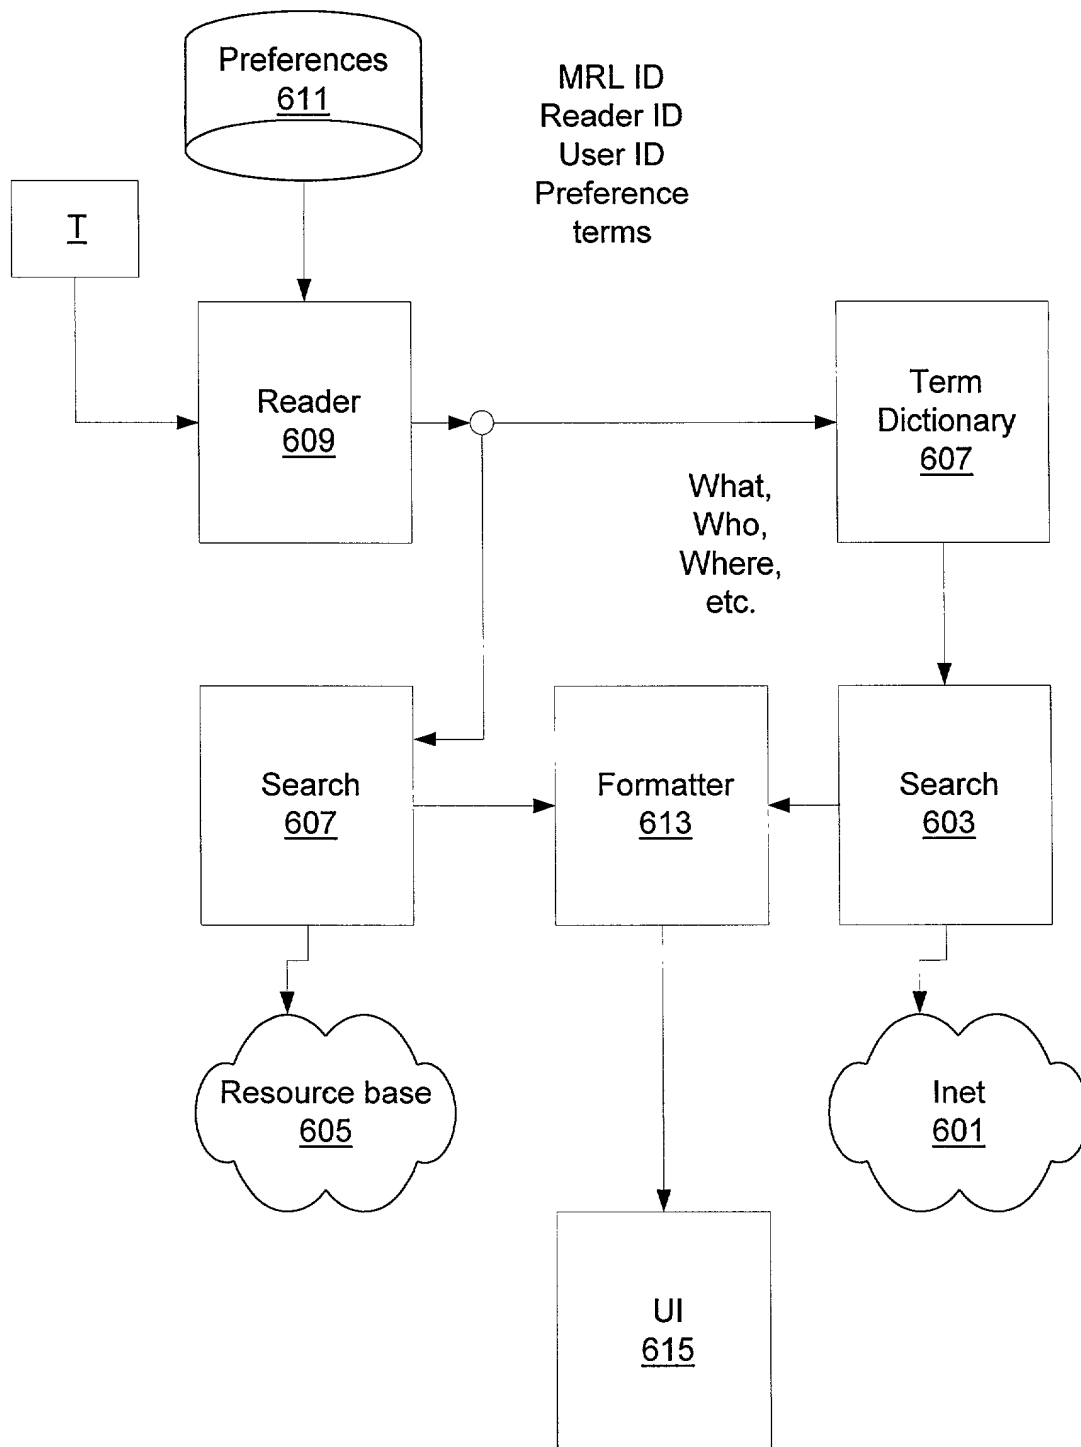 Preferences
611
MRL ID
Reader ID
User ID
Preference
terms
T
Reader
609
Term
Dictionary
607
What,
Who,
Where,
etc.
Search
607
Formatter
613
Search
603
Resource base
605
Inet
601
UI
615